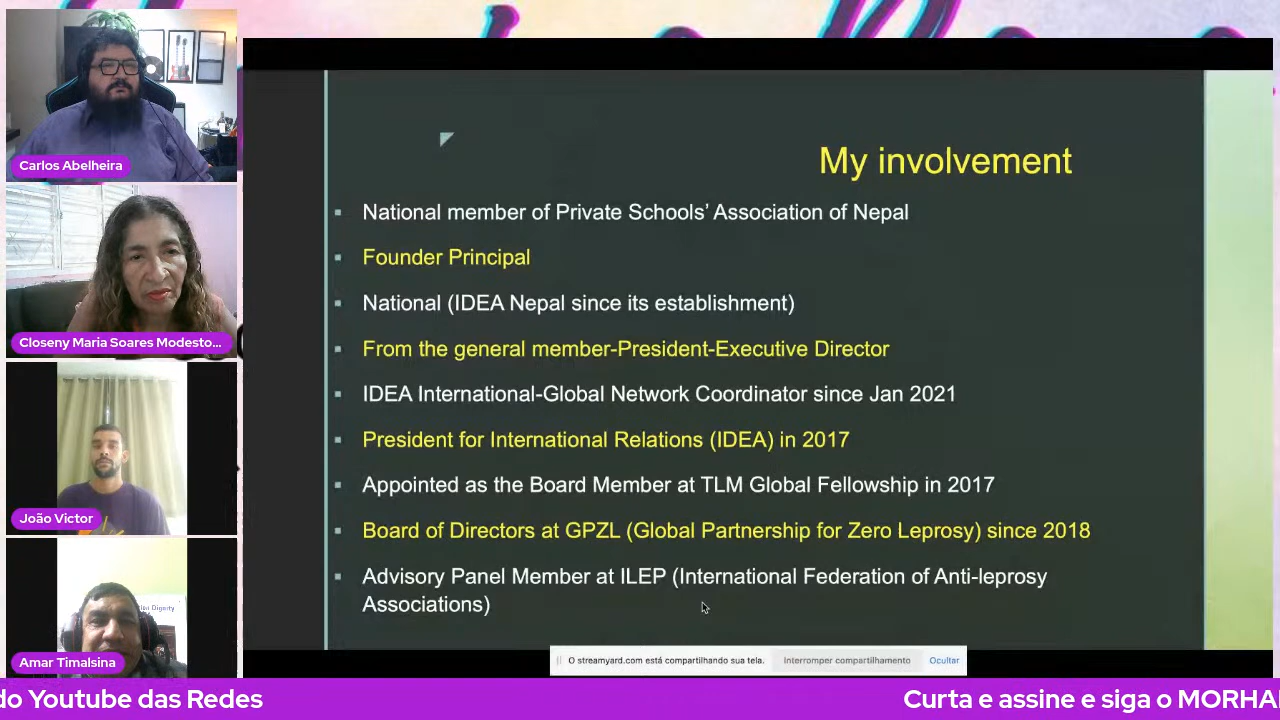 Carlos Abelheira
Closeny Maria Soares Modesto...
João Victor
Dignity
Amar Timalsina
My involvement
National member of Private Schools' Association of Nepal
Founder Principal
National (IDEA Nepal since its establishment)
From the general member-President-Executive Director
IDEA International-Global Network Coordinator since Jan 2021
President for International Relations (IDEA) in 2017
Appointed as the Board Member at TLM Global Fellowship in 2017
Board of Directors at GPZL (Global Partnership for Zero Leprosy) since 2018
Advisory Panel Member at ILEP (International Federation of Anti-leprosy
Associations)
O streamyard.com está compartilhando sua tela. Interromper compartilhamento Ocultar
do Youtube das Redes Curta e assine e siga o MORHA